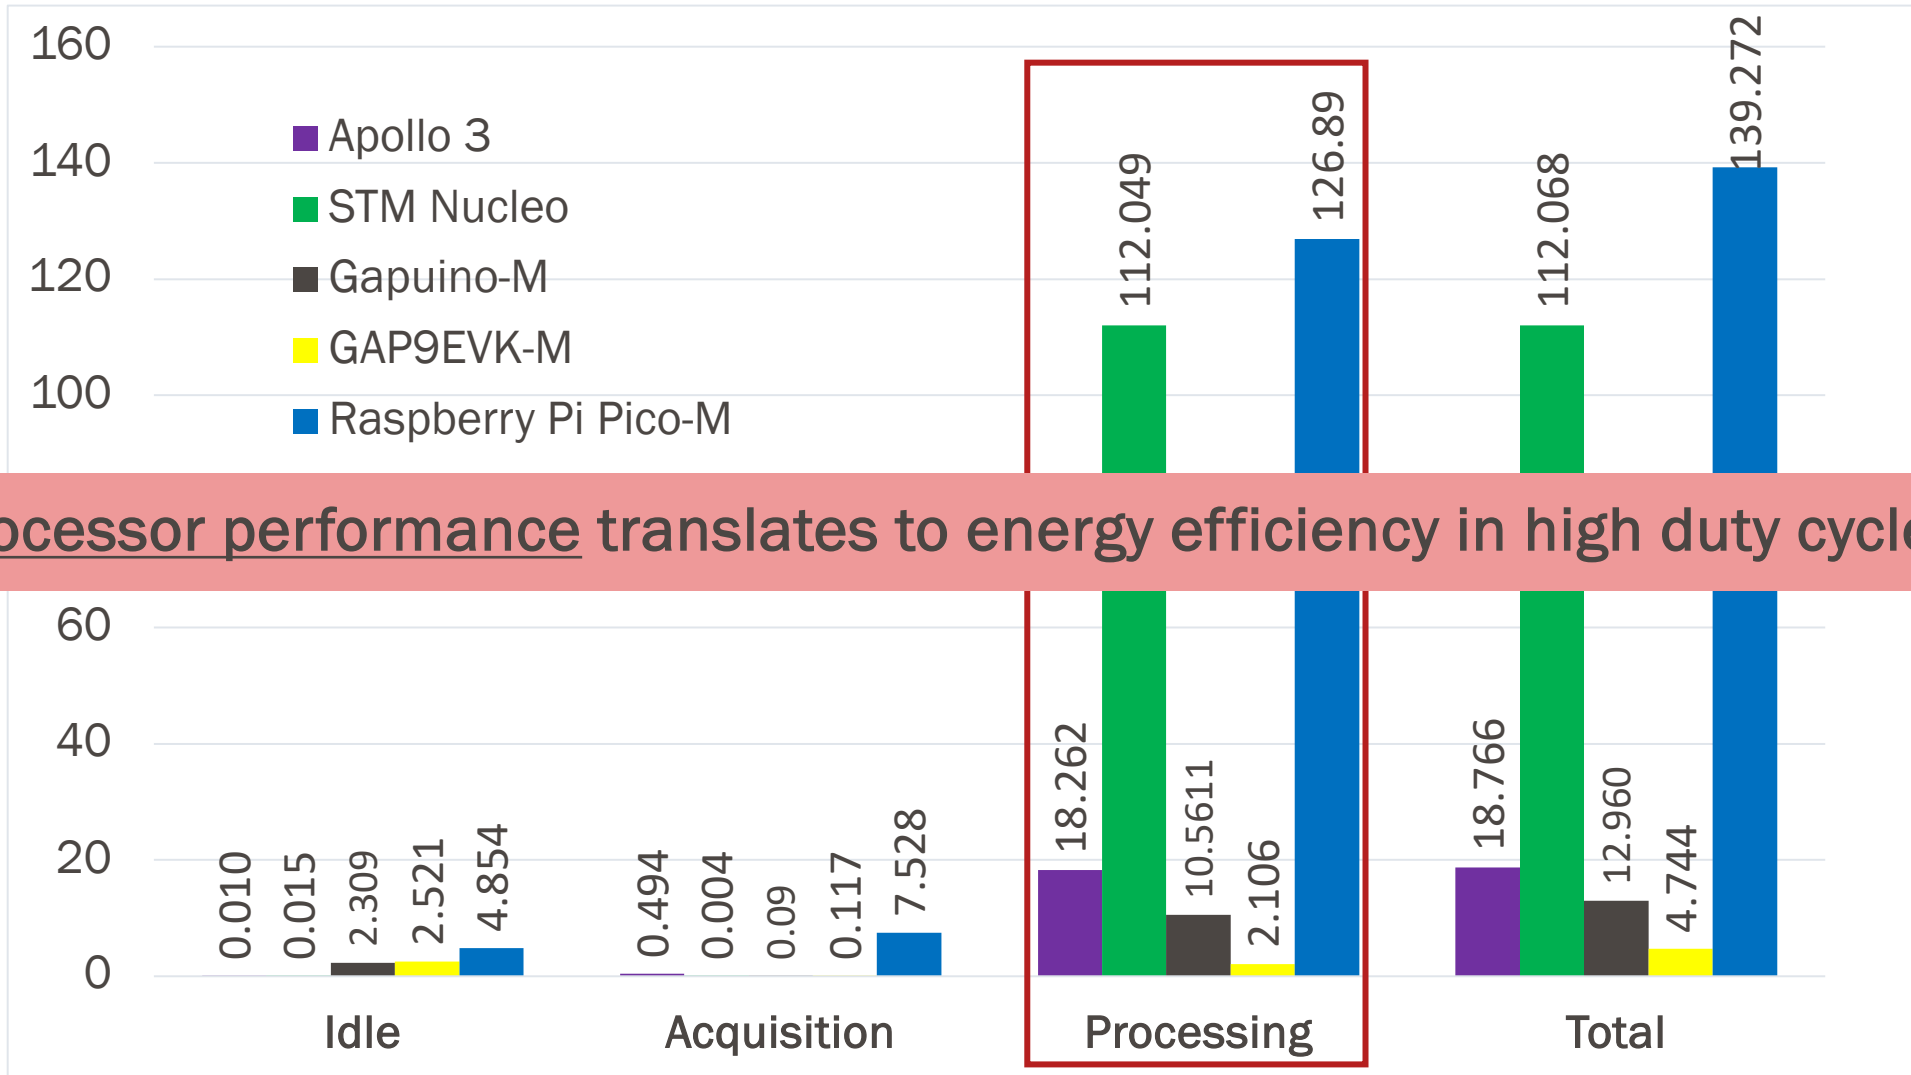 160
140
120
100
60
40
20
0
Apollo 3
STM Nucleo
Gapuino-M
GAP9EVK-M
Raspberry Pi Pico-M
performance translates to energy efficiency in high duty
0.010
0.015
2.309
2.521
4.854
0.494
0.004
0.09
0.117
7.528
18.262
112.049
10.5611
2.106
126.89
18.766
112.068
12.960
4.744
139.272
Idle
Acquisition
Processing
Total